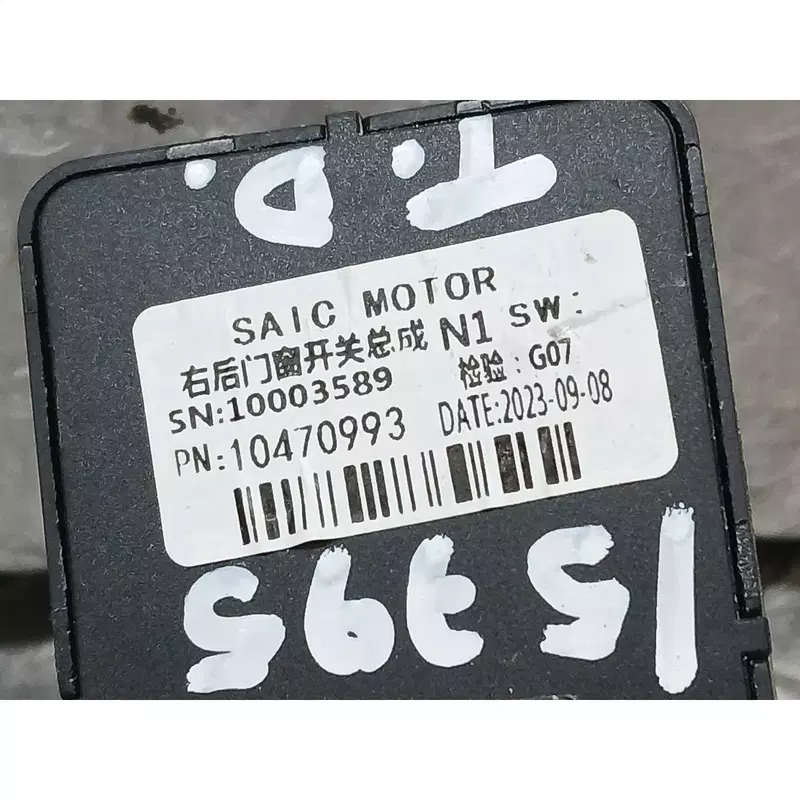 T.D.
SAIC MOTOR
右后门窗开关总成 N1 SW:
SN:10003589 检验: G07
PN:10470993 DATE:2023-09-08